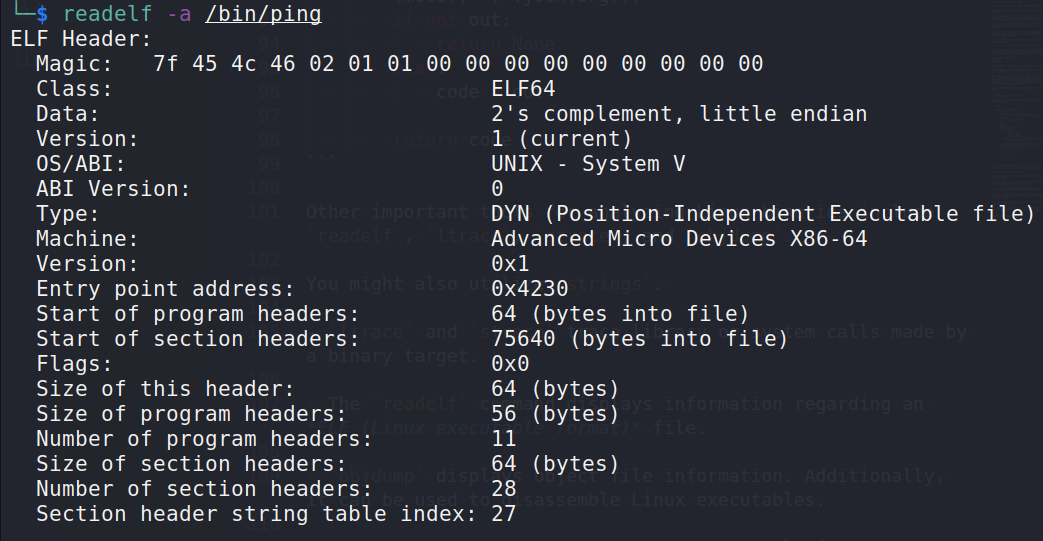 └─$ readelf -a /bin/ping
ELF Header:
Magic:   7f 45 4c 46 02 01 01 00 00 00 00 00 00 00 00 00
Class:                             ELF64
Data:                              2's complement, little endian
Version:                           1 (current)
OS/ABI:                            UNIX - System V
ABI Version:                       0
Type:                              DYN (Position-Independent Executable file)
Machine:                           Advanced Micro Devices X86-64
Version:                           0x1
Entry point address:               0x4230
Start of program headers:          64 (bytes into file)
Start of section headers:          75640 (bytes into file)
Flags:                             0x0
Size of this header:               64 (bytes)
Size of program headers:           56 (bytes)
Number of program headers:         11
Size of section headers:           64 (bytes)
Number of section headers:         28
Section header string table index: 27